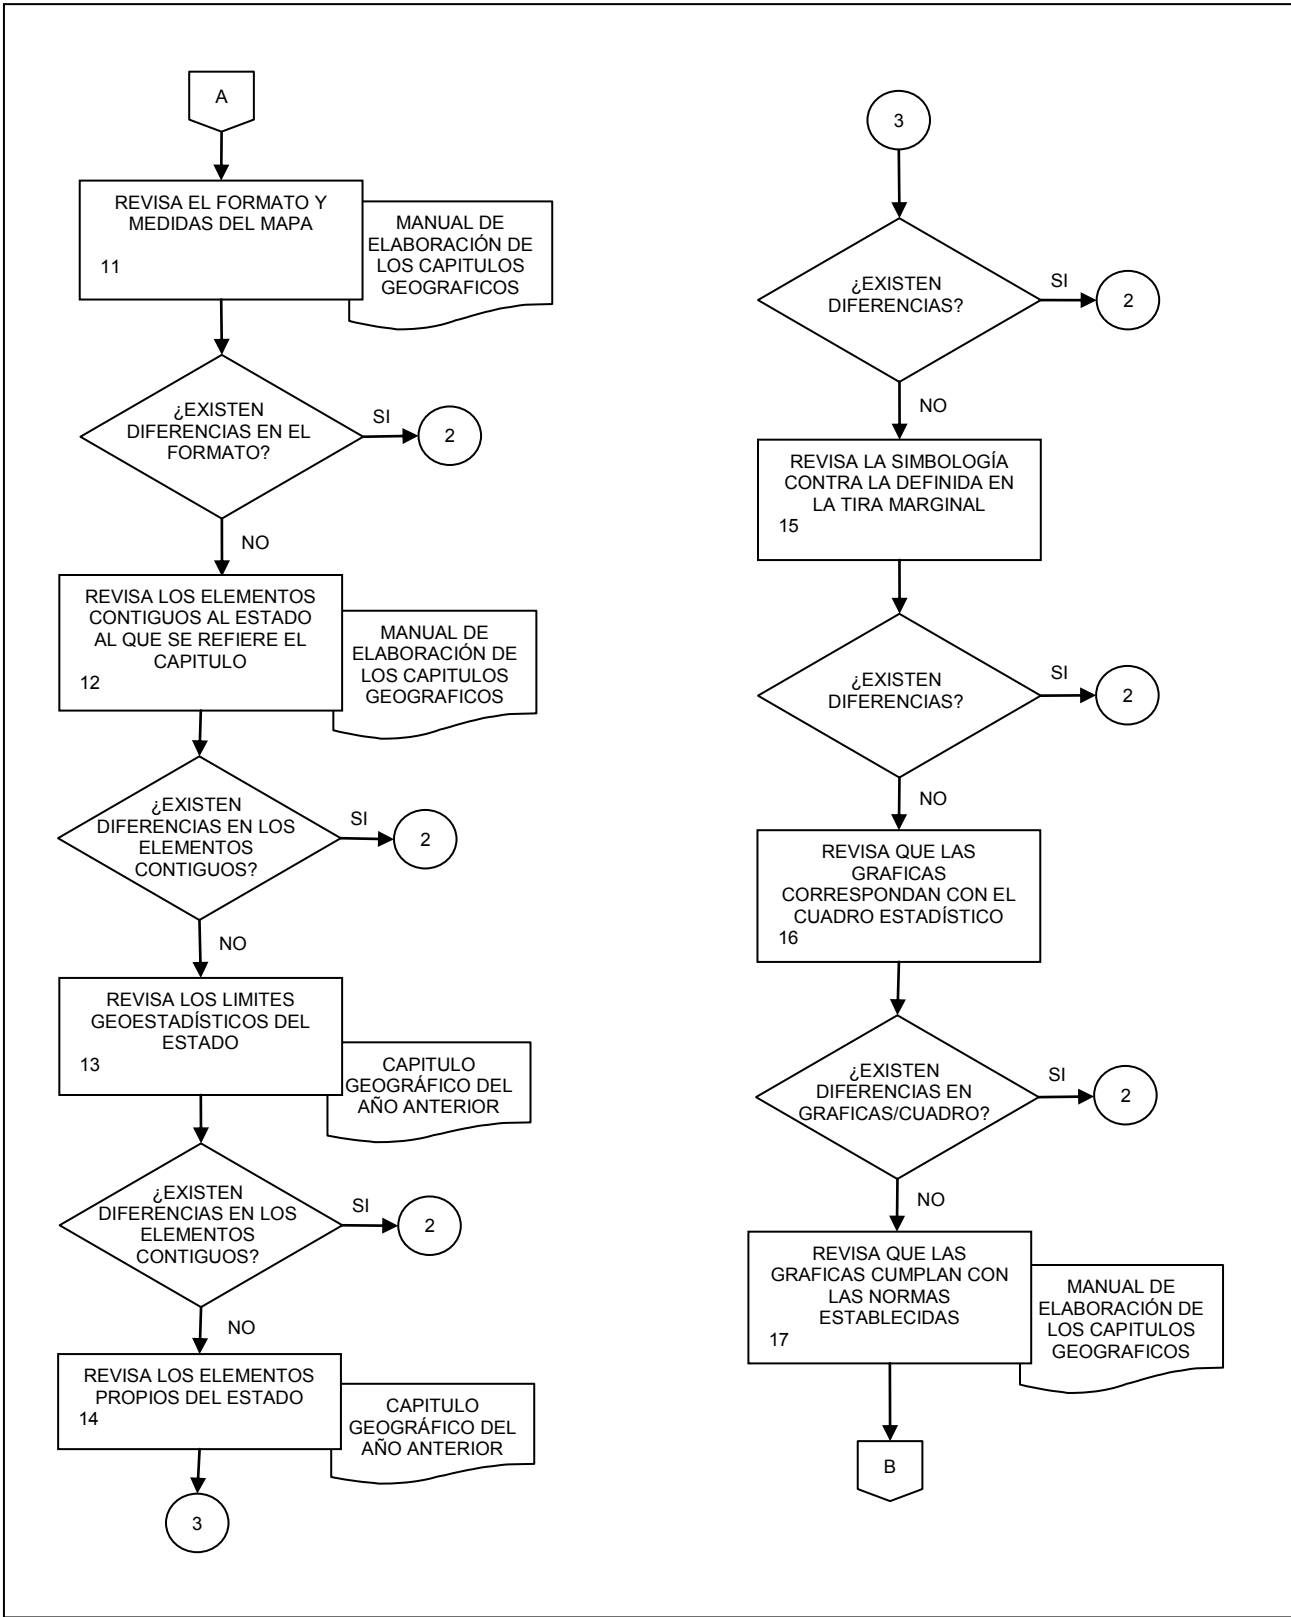 A
REVISA EL FORMATO Y
MEDIDAS DEL MAPA
11
MANUAL DE
ELABORACIÓN DE
LOS CAPITULOS
GEOGRAFICOS
¿EXISTEN
DIFERENCIAS EN EL
FORMATO?
SI
2
NO
REVISA LOS ELEMENTOS
CONTIGUOS AL ESTADO
AL QUE SE REFIERE EL
CAPITULO
12
MANUAL DE
ELABORACIÓN DE
LOS CAPITULOS
GEOGRAFICOS
¿EXISTEN
DIFERENCIAS EN LOS
ELEMENTOS
CONTIGUOS?
SI
2
NO
REVISA LOS LIMITES
GEOESTADÍSTICOS DEL
ESTADO
13
CAPITULO
GEOGRÁFICO DEL
AÑO ANTERIOR
¿EXISTEN
DIFERENCIAS EN LOS
ELEMENTOS
CONTIGUOS?
SI
2
NO
REVISA LOS ELEMENTOS
PROPIOS DEL ESTADO
14
CAPITULO
GEOGRÁFICO DEL
AÑO ANTERIOR
3
3
¿EXISTEN
DIFERENCIAS?
SI
2
NO
REVISA LA SIMBOLOGÍA
CONTRA LA DEFINIDA EN
LA TIRA MARGINAL
15
¿EXISTEN
DIFERENCIAS?
SI
2
NO
REVISA QUE LAS
GRAFICAS
CORRESPONDAN CON EL
CUADRO ESTADÍSTICO
16
¿EXISTEN
DIFERENCIAS EN
GRAFICAS/CUADRO?
SI
2
NO
REVISA QUE LAS
GRAFICAS CUMPLAN CON
LAS NORMAS
ESTABLECIDAS
17
MANUAL DE
ELABORACIÓN DE
LOS CAPITULOS
GEOGRAFICOS
B